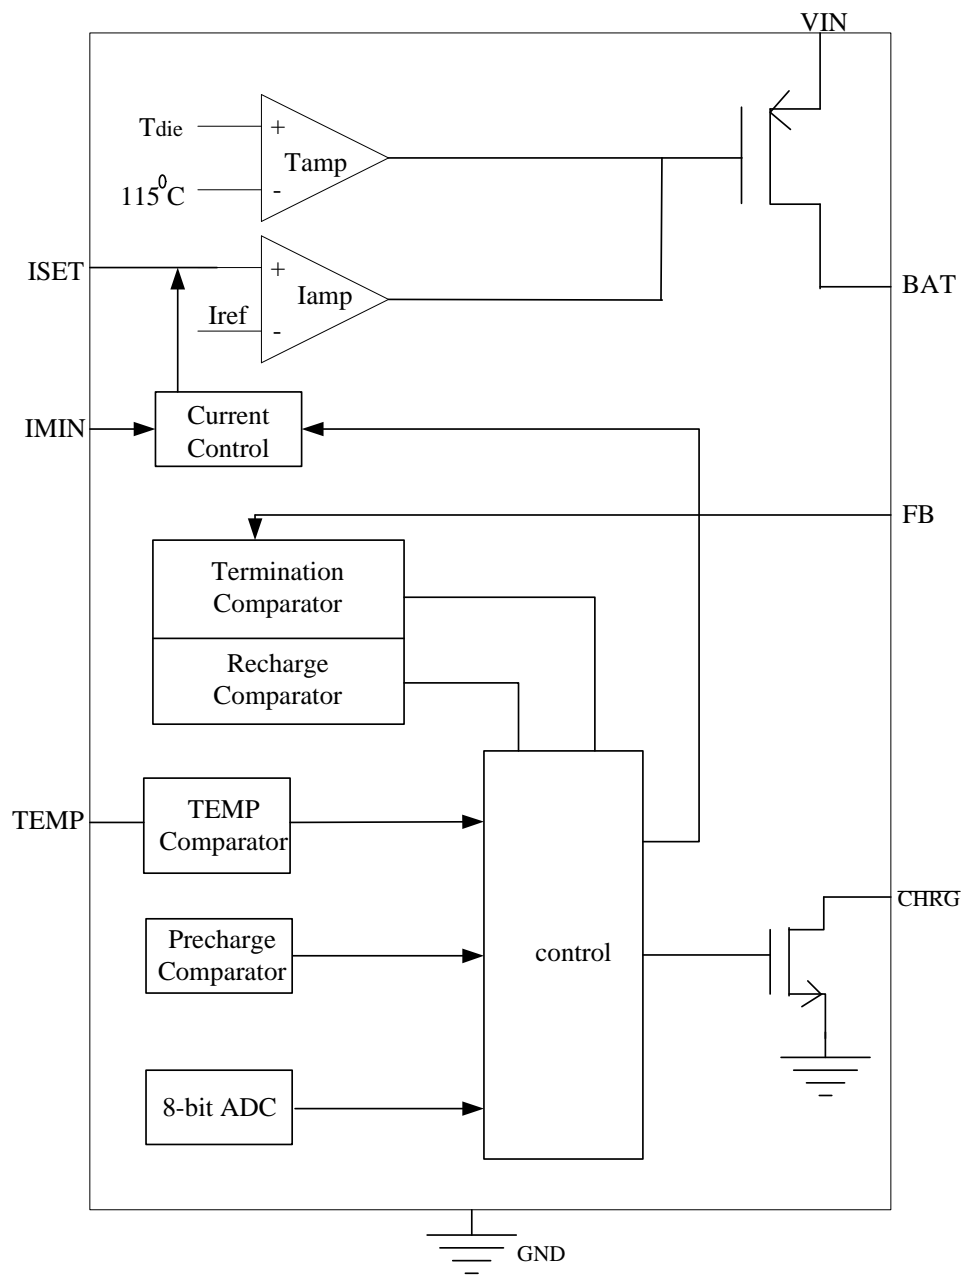 VIN
Tdie
+
Tamp
115⁰C
-
ISET
+
Iamp
Iref
-
BAT
IMIN
Current
Control
FB
Termination
Comparator
Recharge
Comparator
TEMP
TEMP
Comparator
CHRG
Precharge
Comparator
control
8-bit ADC
GND